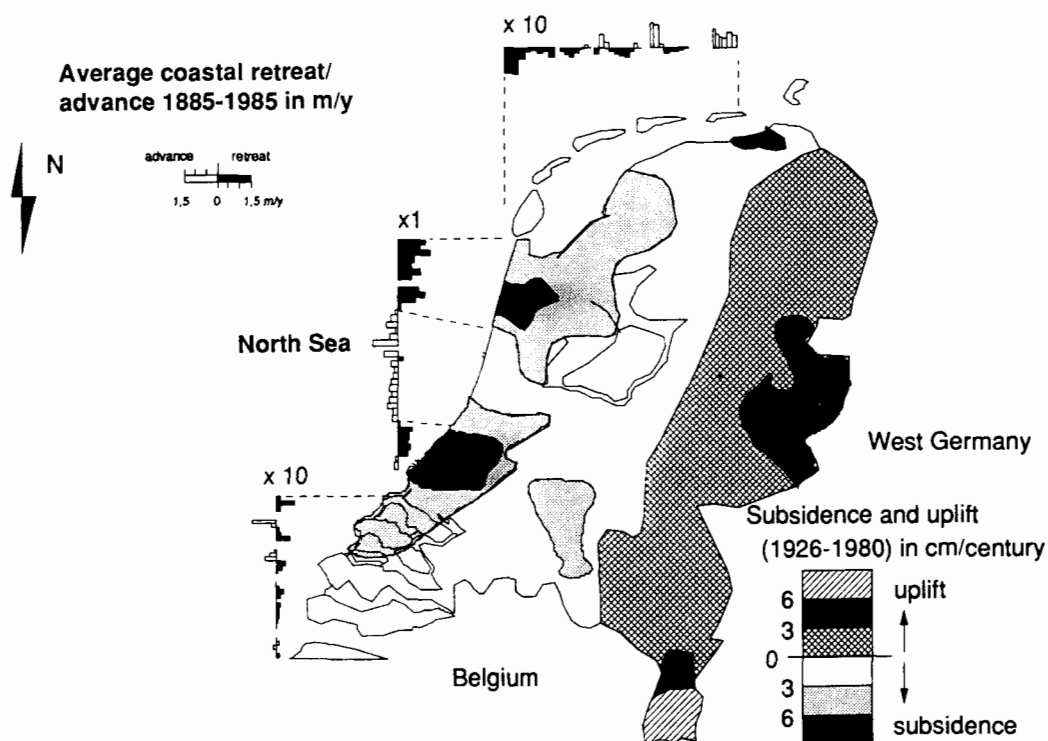 x 10
Average coastal retreat/
advance 1885-1985 in m/y
N
advance retreat
1,5 0 1,5 m/y
x1
North Sea
West Germany
x 10
Subsidence and uplift
(1926-1980) in cm/century
6 uplift
3
0
3
6 subsidence
Belgium